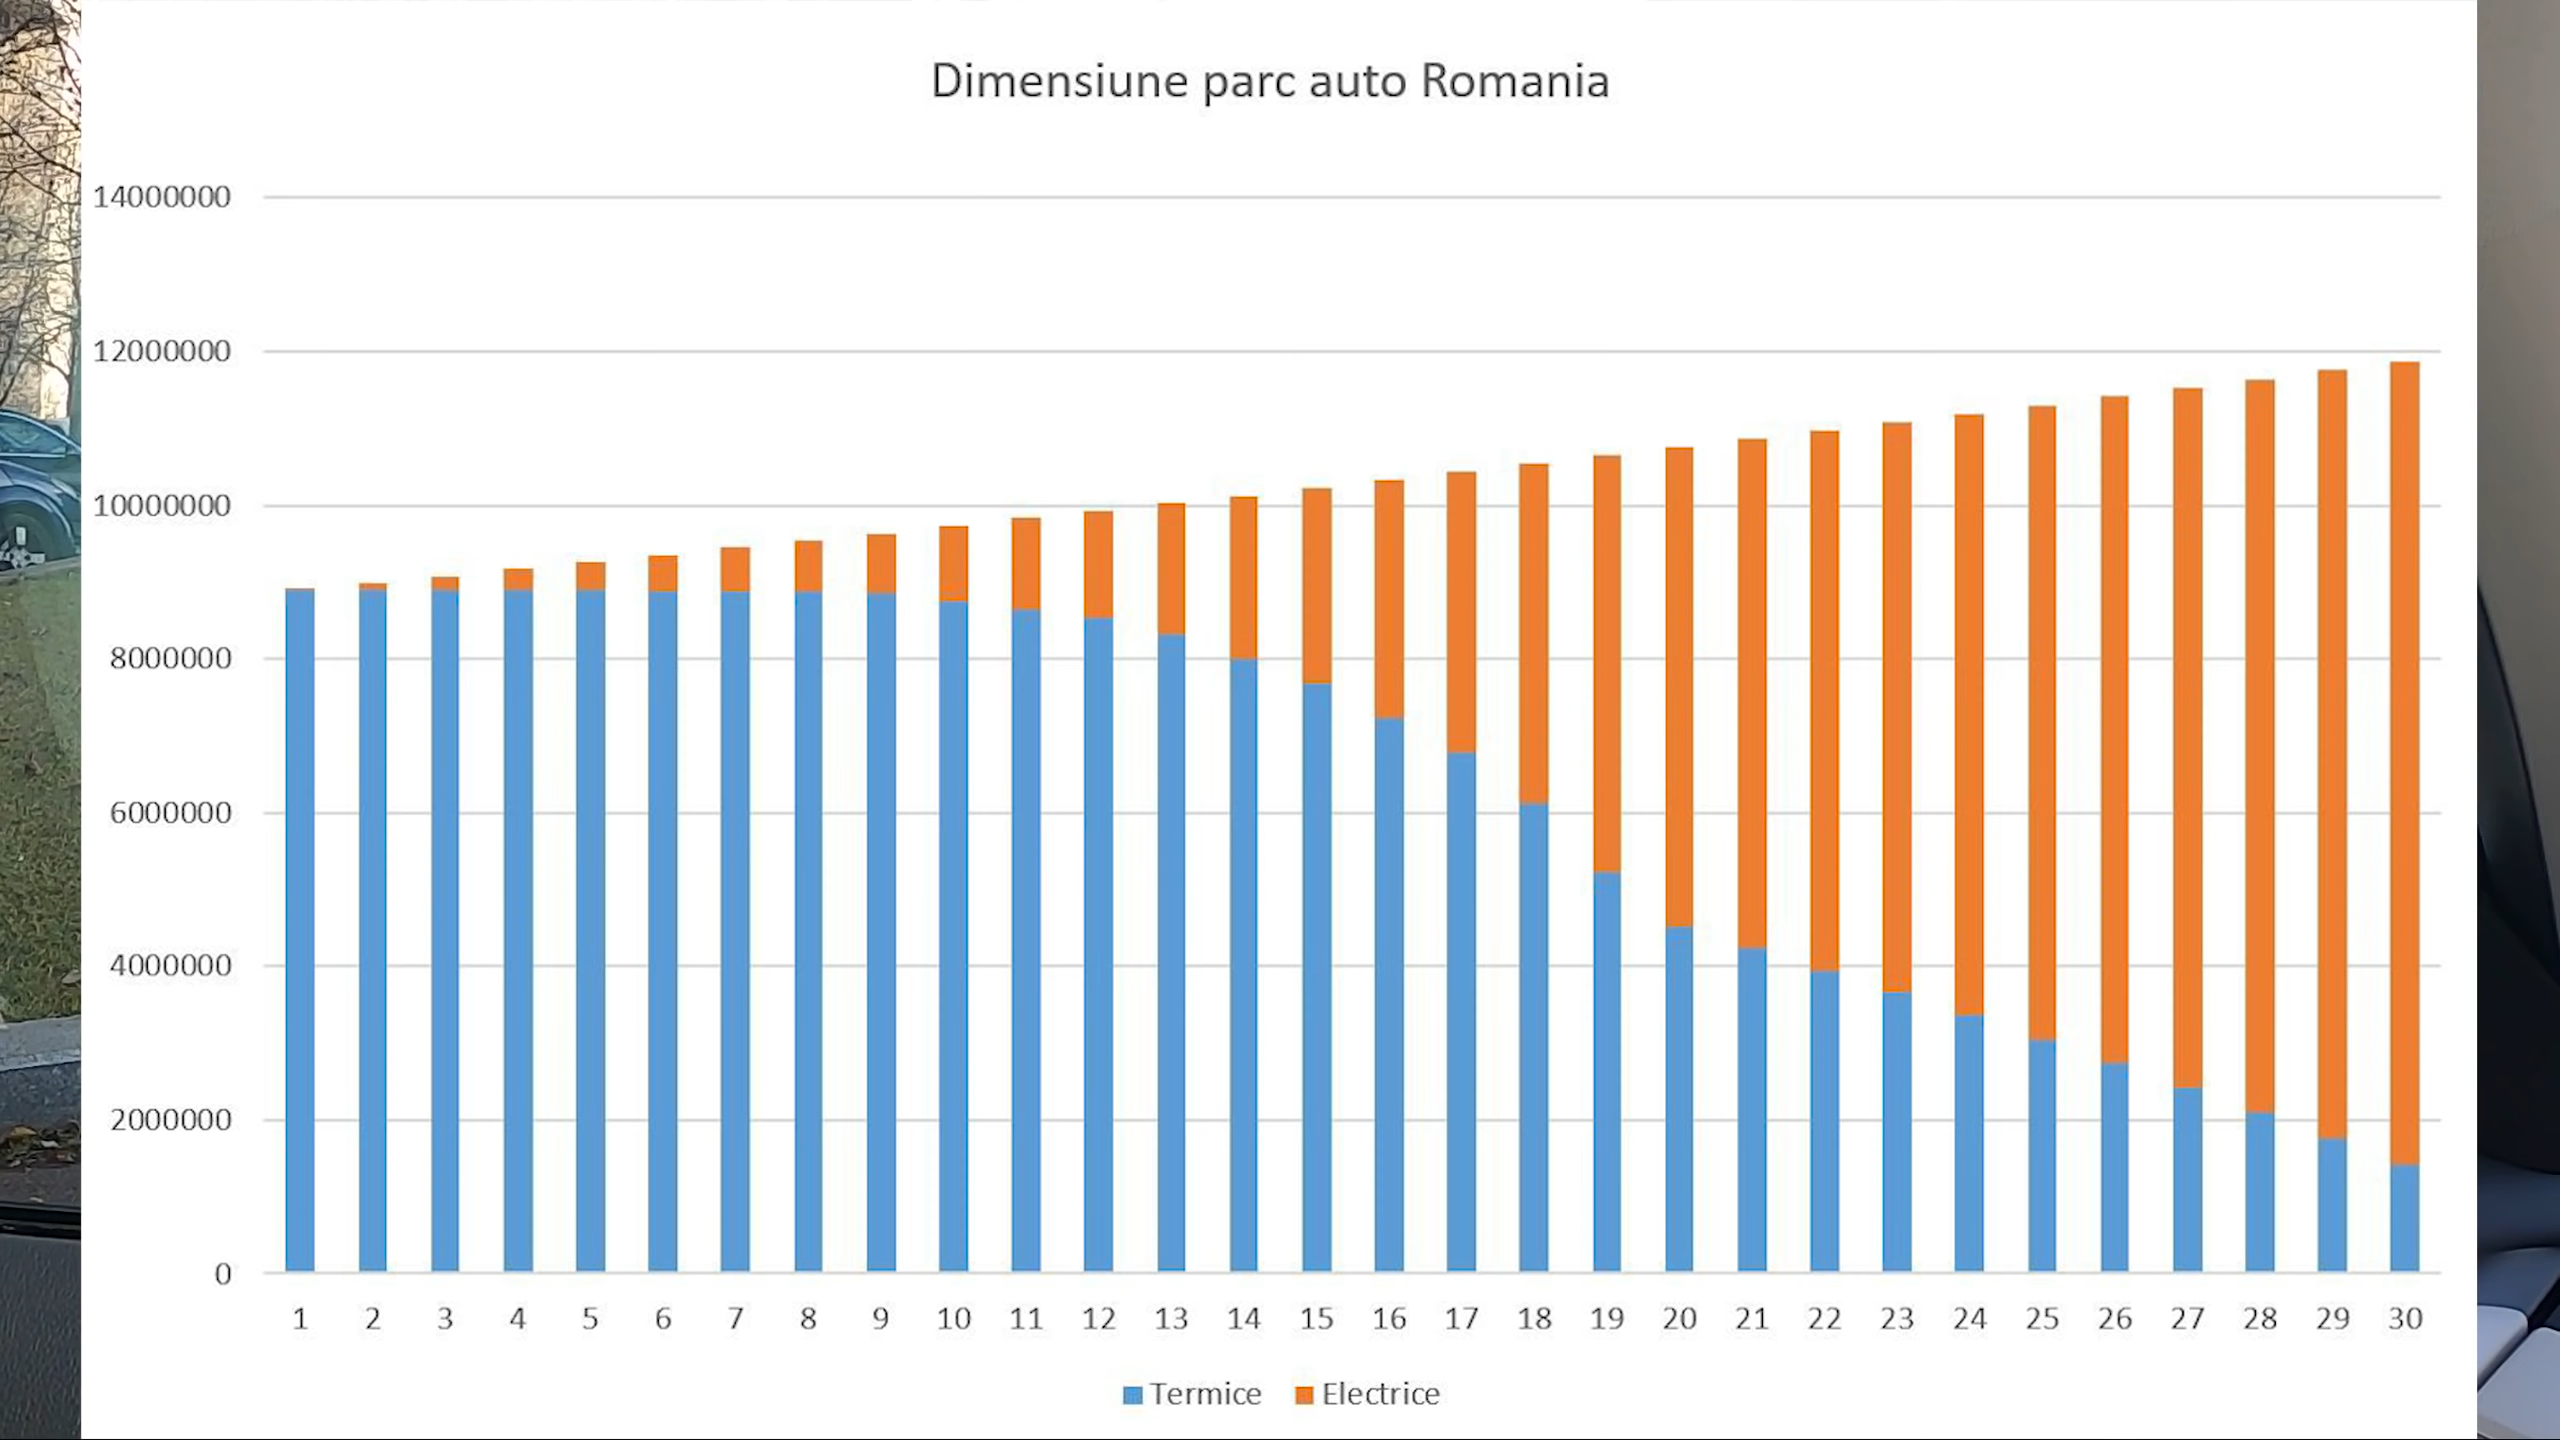 Dimensiune parc auto Romania
14000000
12000000
10000000
8000000
6000000
4000000
2000000
0
1 2 3 4 5 6 7 8 9 10 11 12 13 14 15 16 17 18 19 20 21 22 23 24 25 26 27 28 29 30
Termice Electrice